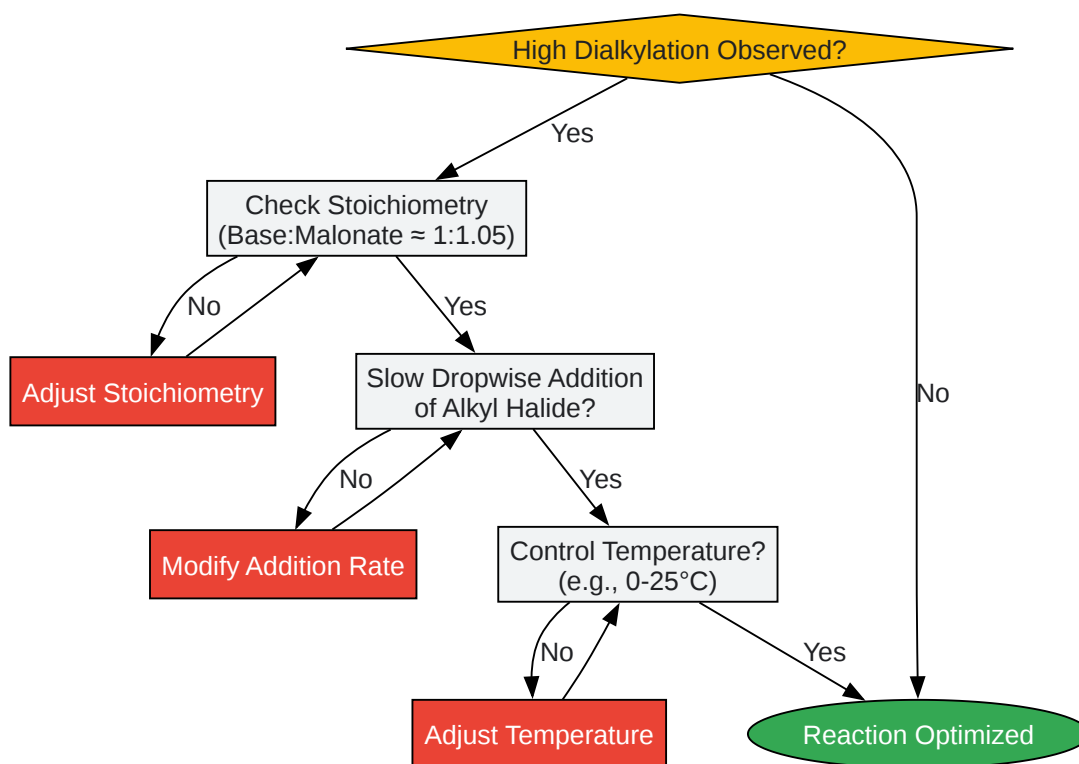 High Dialkylation Observed?
Yes
Check Stoichiometry
(Base:Malonate ≈ 1:1.05)
No
Yes
Adjust Stoichiometry
Slow Dropwise Addition
of Alkyl Halide?
No
No
Yes
Modify Addition Rate
Control Temperature?
(e.g., 0-25°C)
No
Yes
Adjust Temperature
Reaction Optimized